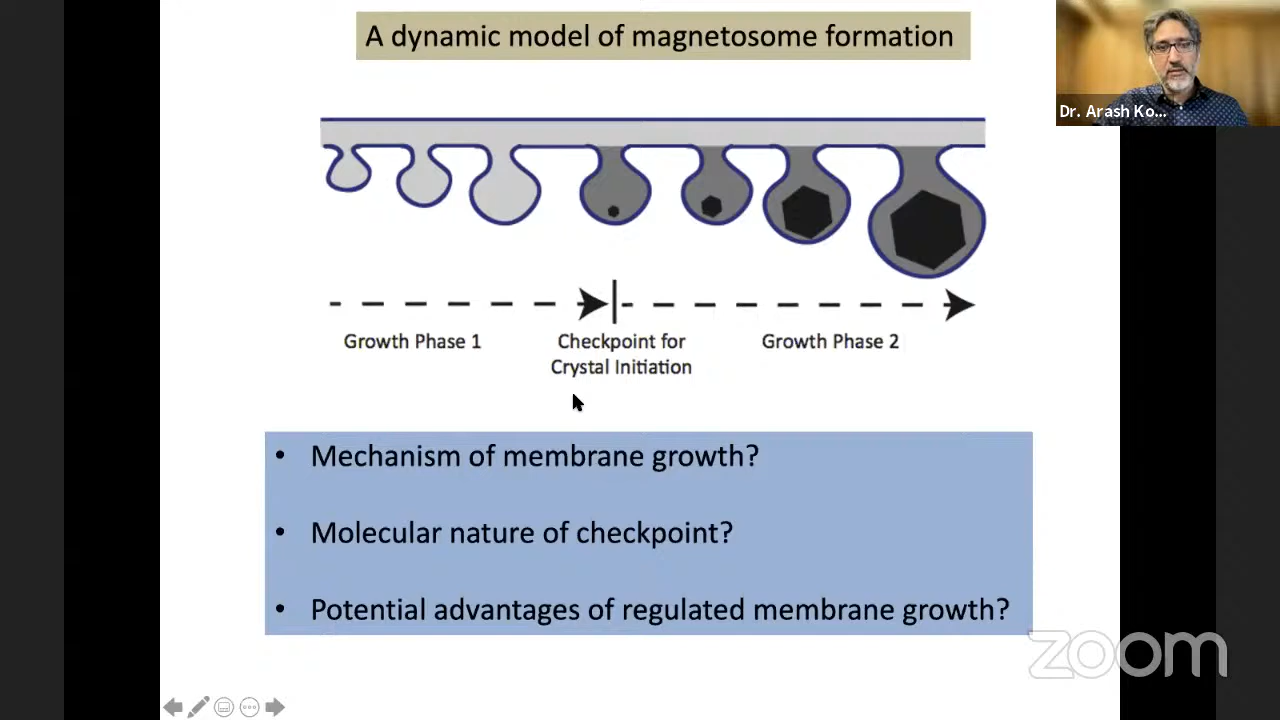 A dynamic model of magnetosome formation
Dr. Arash Ko...
Growth Phase 1
Checkpoint for
Crystal Initiation
Growth Phase 2
• Mechanism of membrane growth?
• Molecular nature of checkpoint?
• Potential advantages of regulated membrane growth?
zoom